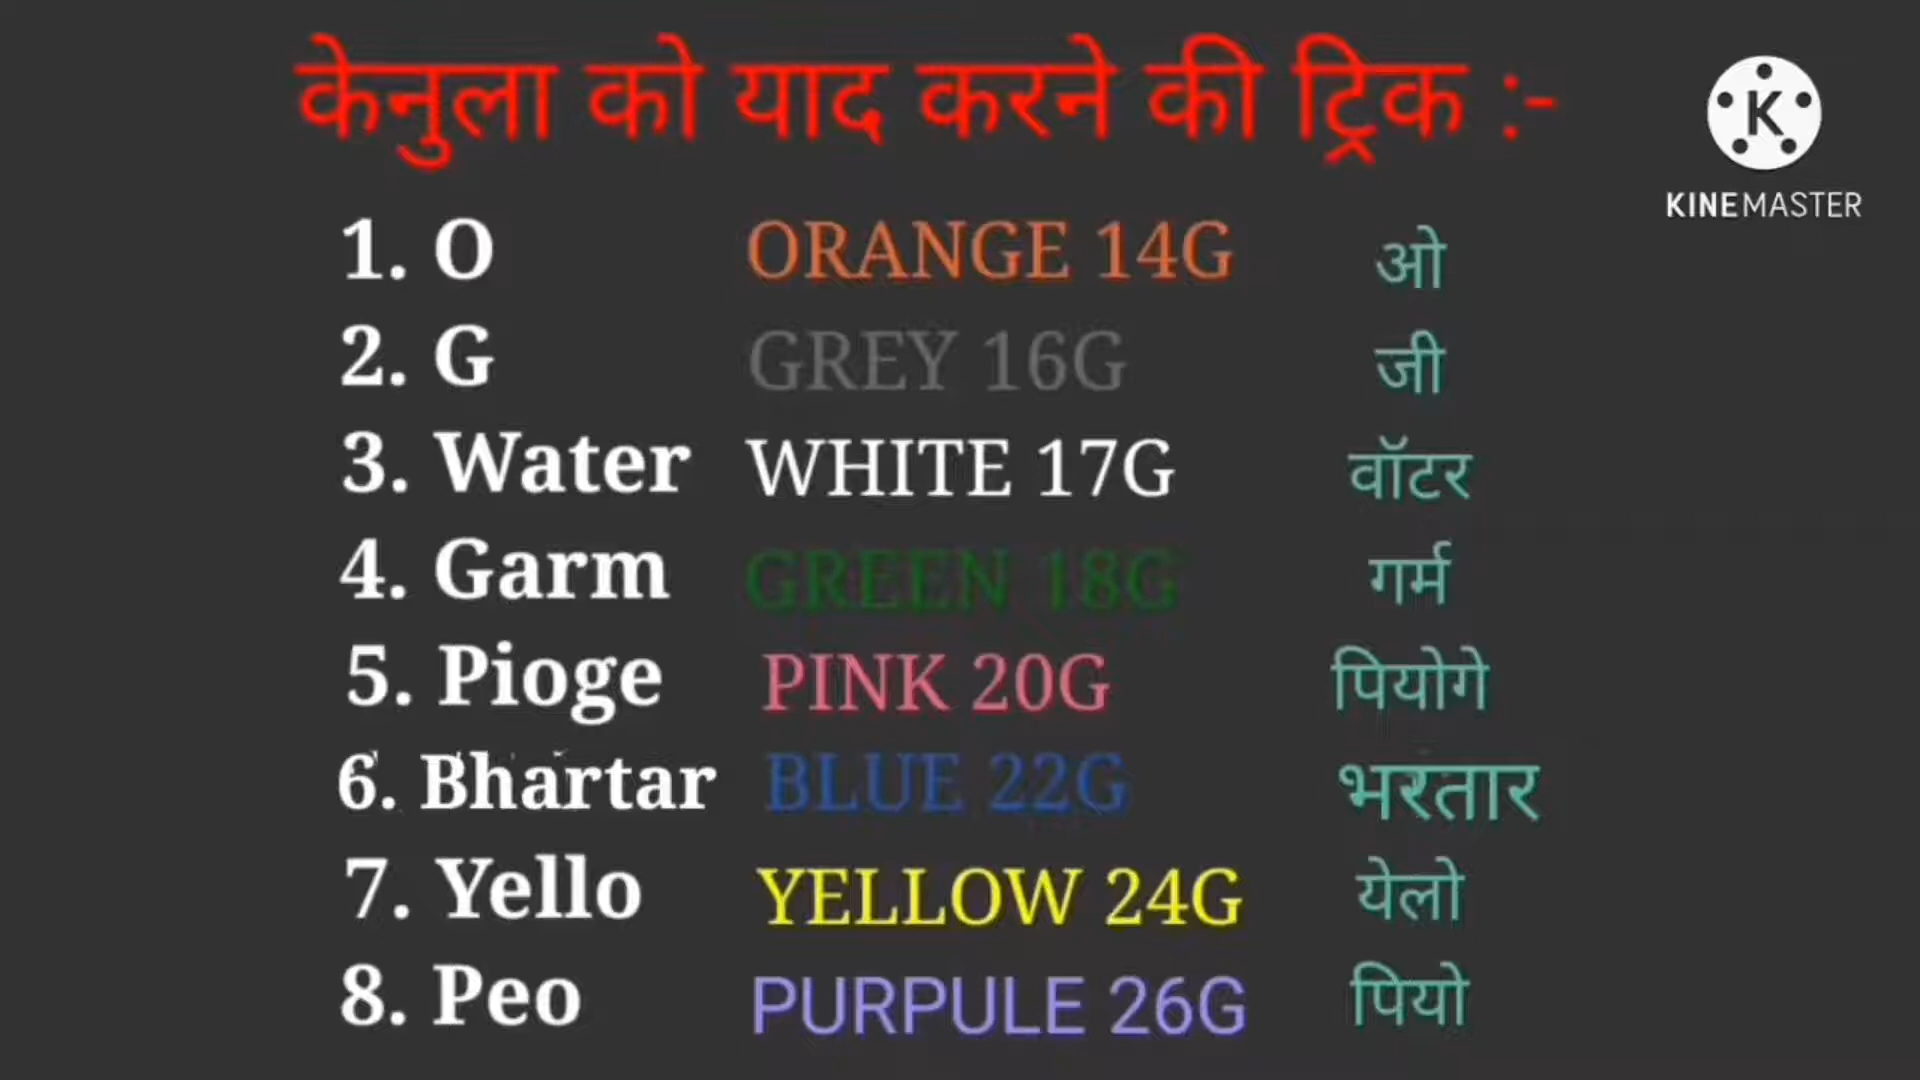 केनुला को याद करने की ट्रिक :-
K
KINEMASTER
1. O ORANGE 14G ओ
2. G GREY 16G जी
3. Water WHITE 17G वॉटर
4. Garm GREEN 18G गर्म
5. Pioge PINK 20G पियोगे
6. Bhartar BLUE 22G भरतार
7. Yello YELLOW 24G येलो
8. Peo PURPULE 26G पियो